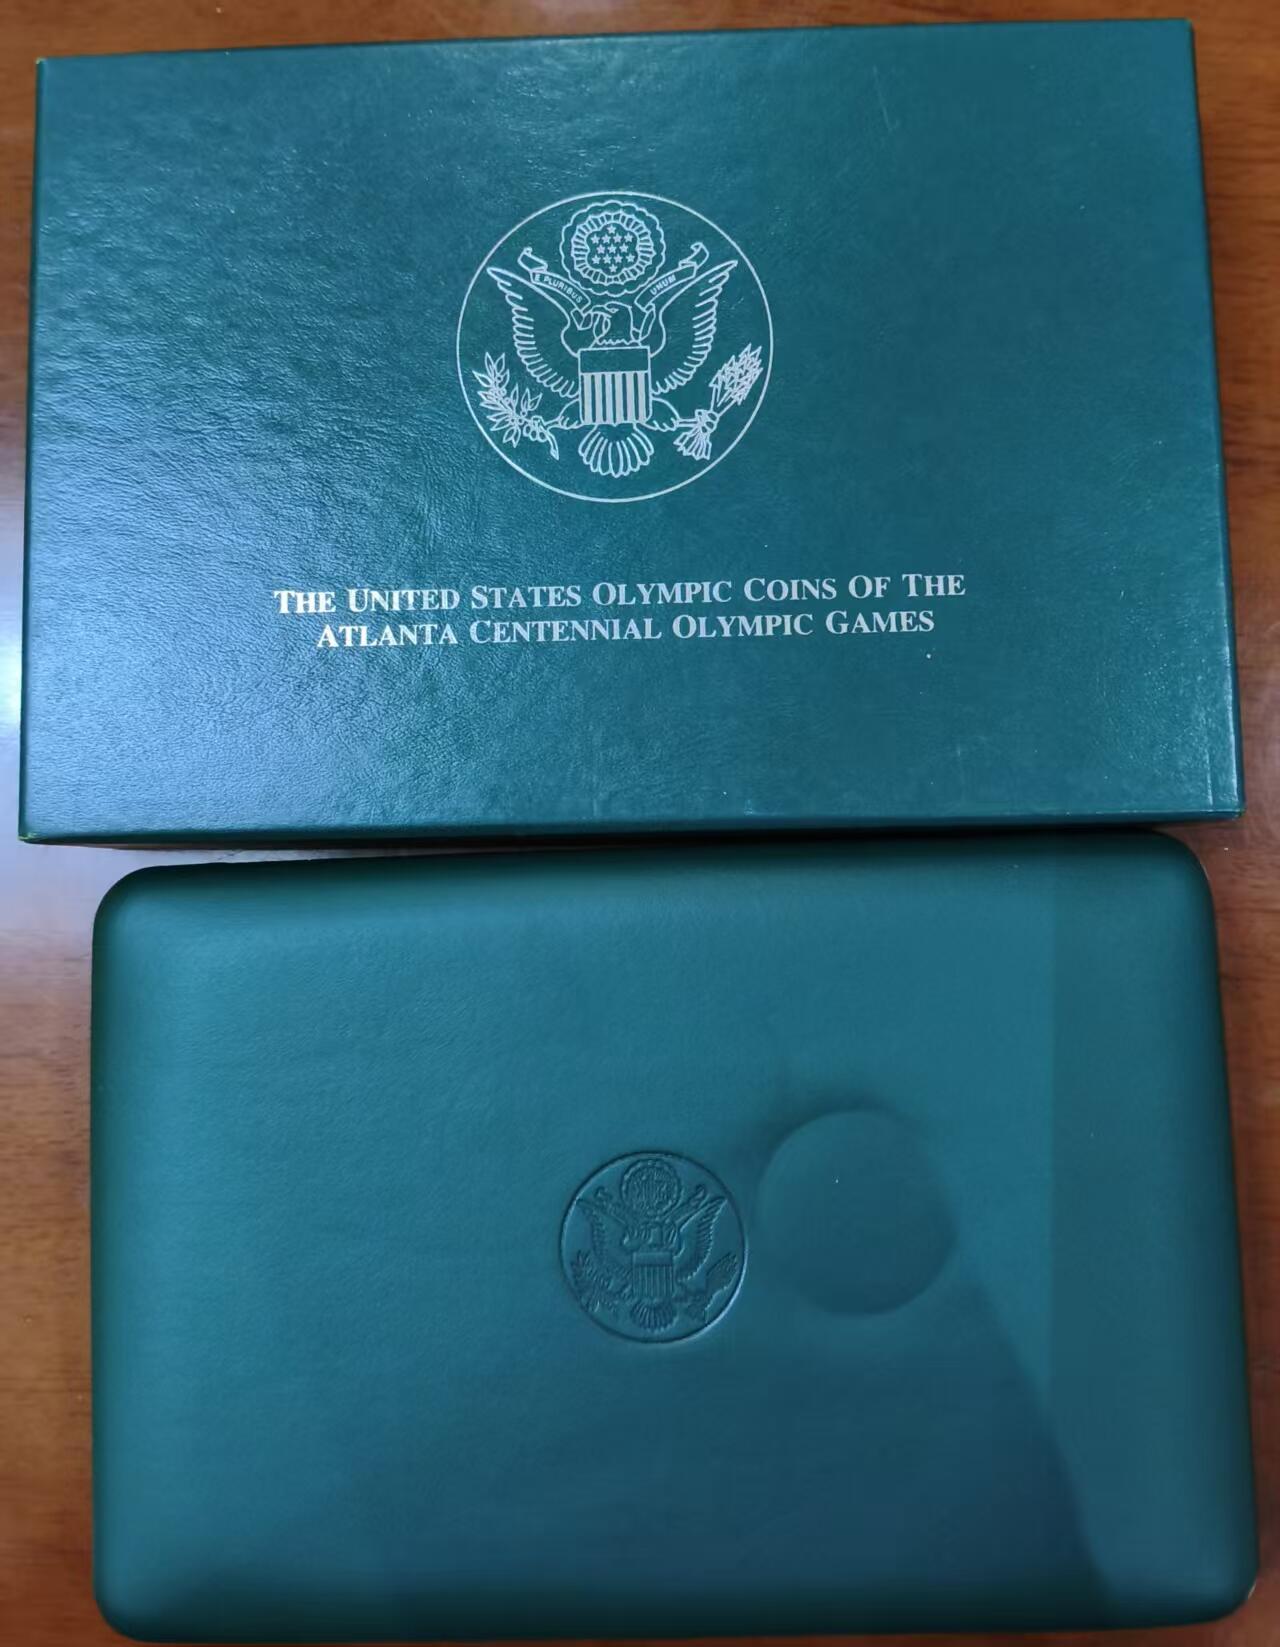 E PLURIBUS UNUM
THE UNITED STATES OLYMPIC COINS OF THE
ATLANTA CENTENNIAL OLYMPIC GAMES